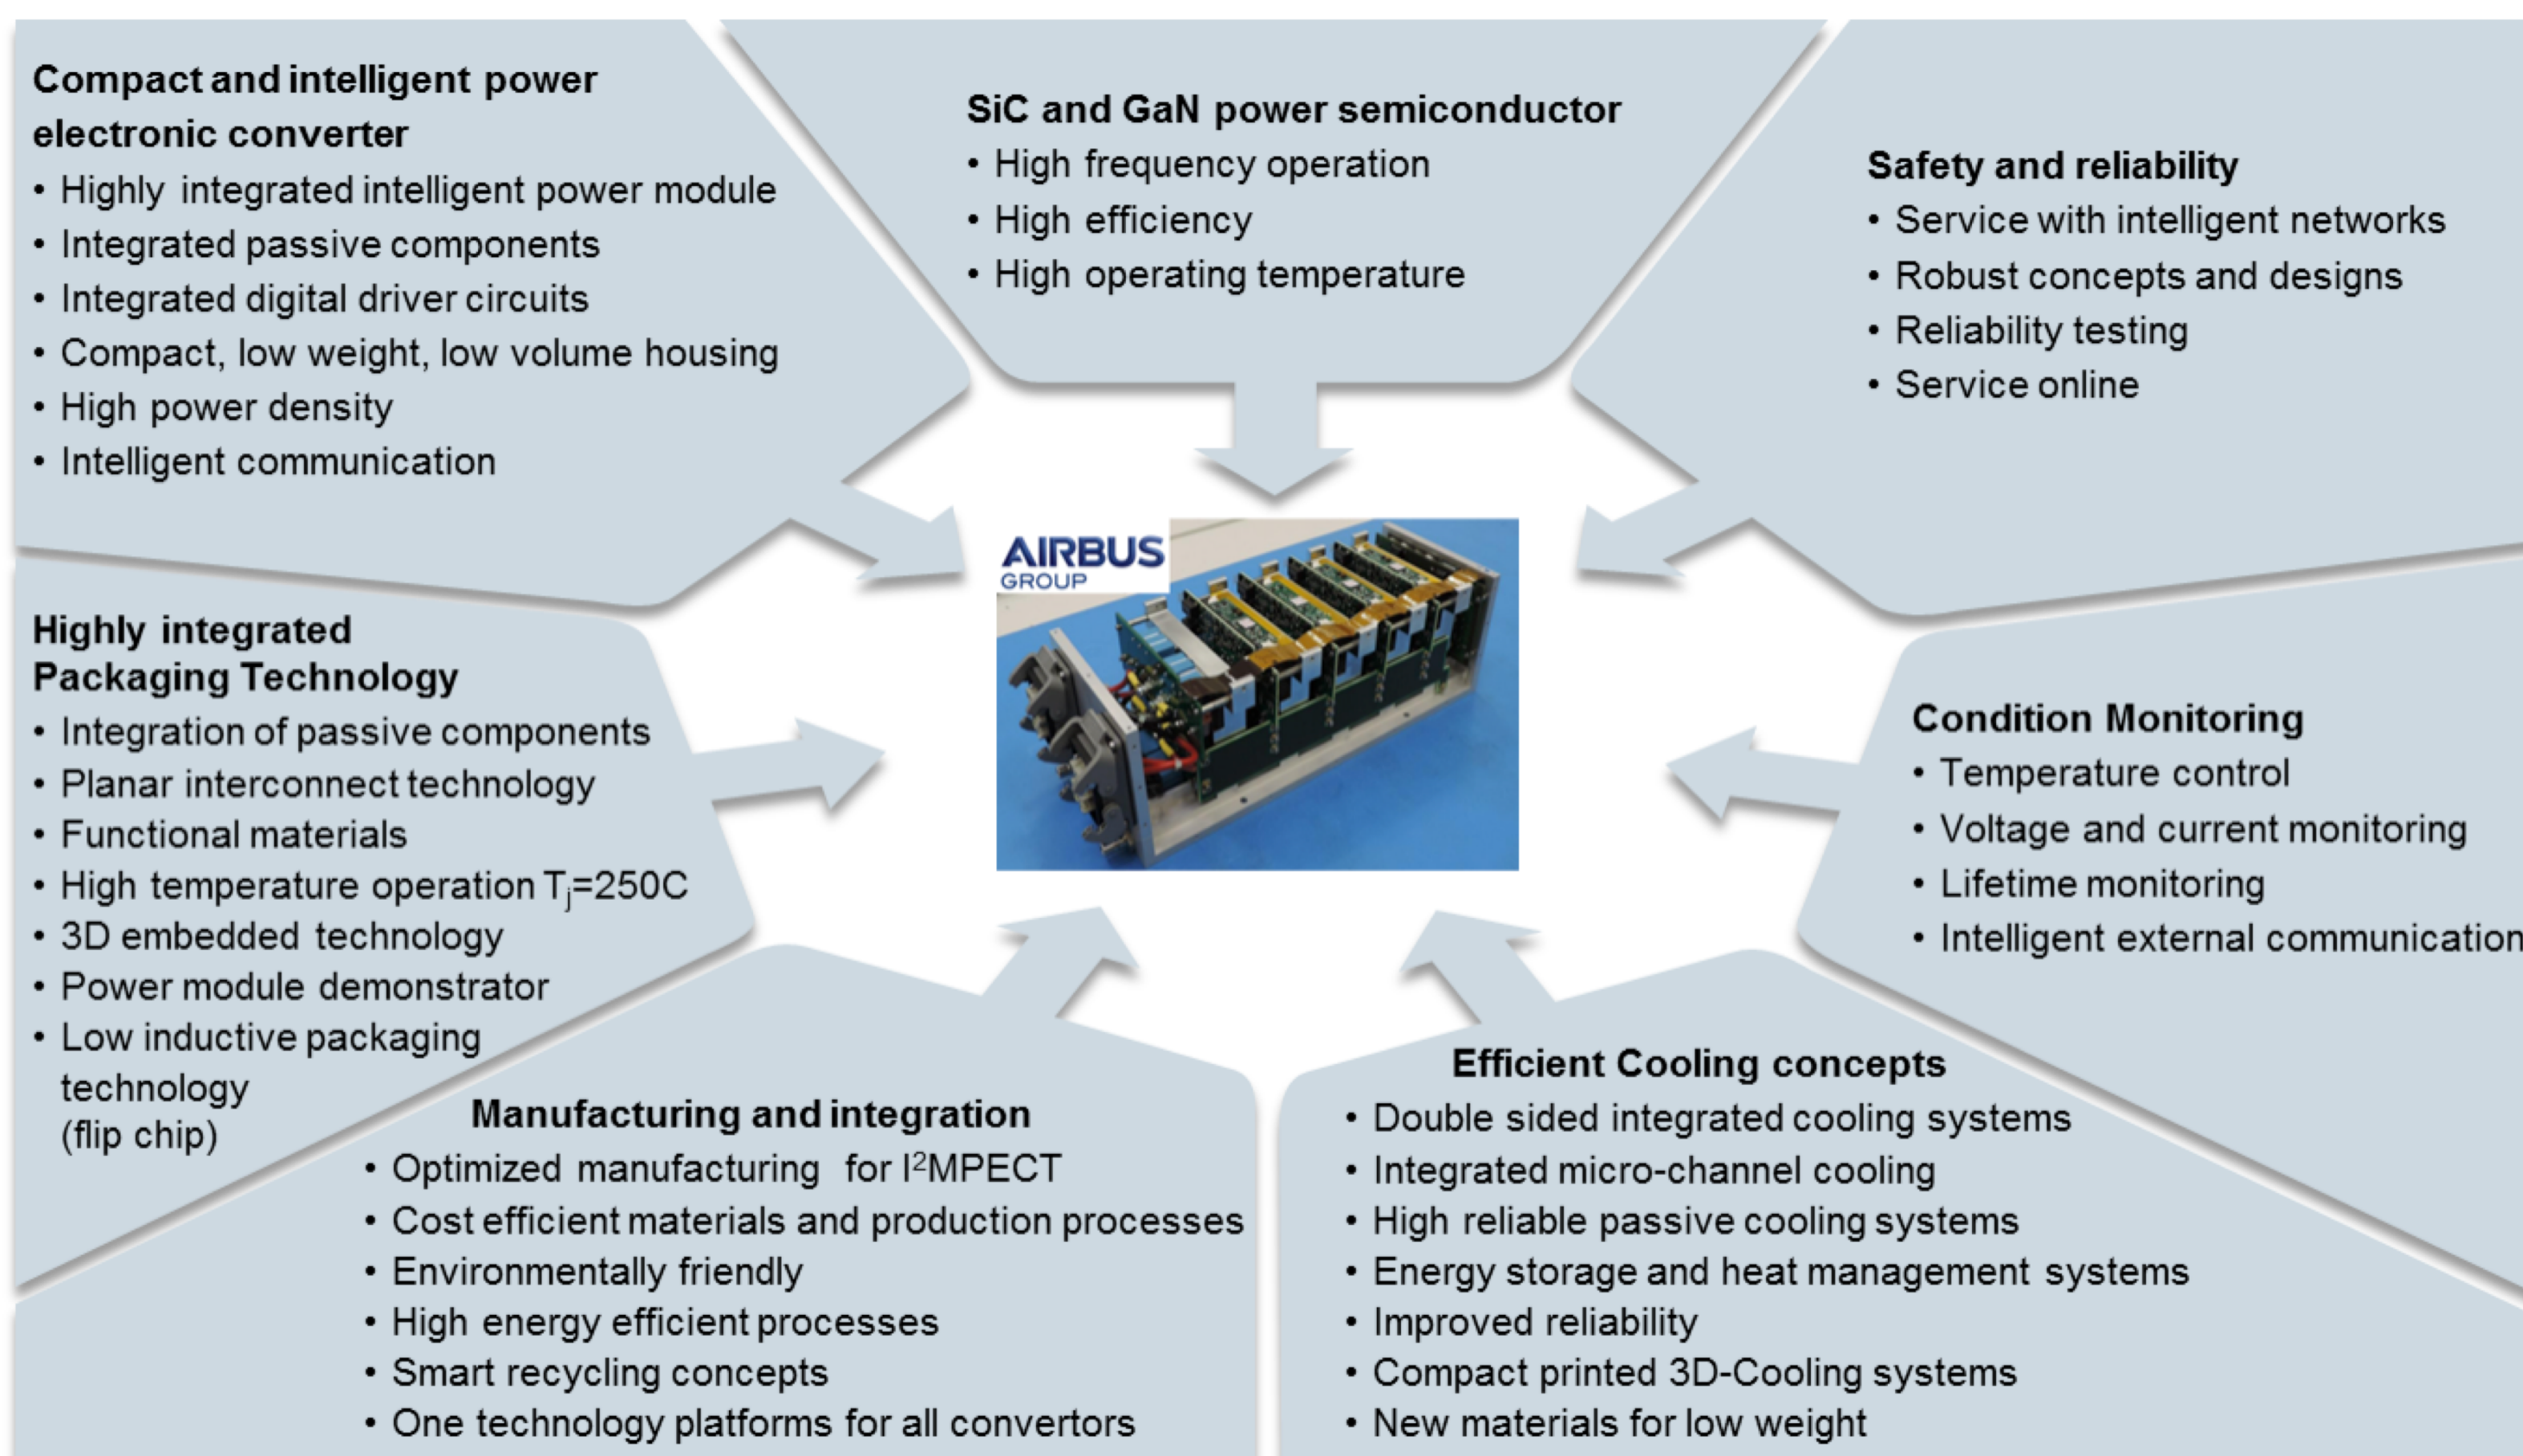 Compact and intelligent power
electronic converter
• Highly integrated intelligent power module
• Integrated passive components
• Integrated digital driver circuits
• Compact, low weight, low volume housing
• High power density
• Intelligent communication
SiC and GaN power semiconductor
• High frequency operation
• High efficiency
• High operating temperature
Safety and reliability
• Service with intelligent networks
• Robust concepts and designs
• Reliability testing
• Service online
AIRBUS
GROUP
Highly integrated
Packaging Technology
• Integration of passive components
• Planar interconnect technology
• Functional materials
• High temperature operation Tj=250C
• 3D embedded technology
• Power module demonstrator
• Low inductive packaging
technology
(flip chip)
Condition Monitoring
• Temperature control
• Voltage and current monitoring
• Lifetime monitoring
• Intelligent external communication
Manufacturing and integration
• Optimized manufacturing for I²MPECT
• Cost efficient materials and production processes
• Environmentally friendly
• High energy efficient processes
• Smart recycling concepts
• One technology platforms for all convertors
Efficient Cooling concepts
• Double sided integrated cooling systems
• Integrated micro-channel cooling
• High reliable passive cooling systems
• Energy storage and heat management systems
• Improved reliability
• Compact printed 3D-Cooling systems
• New materials for low weight